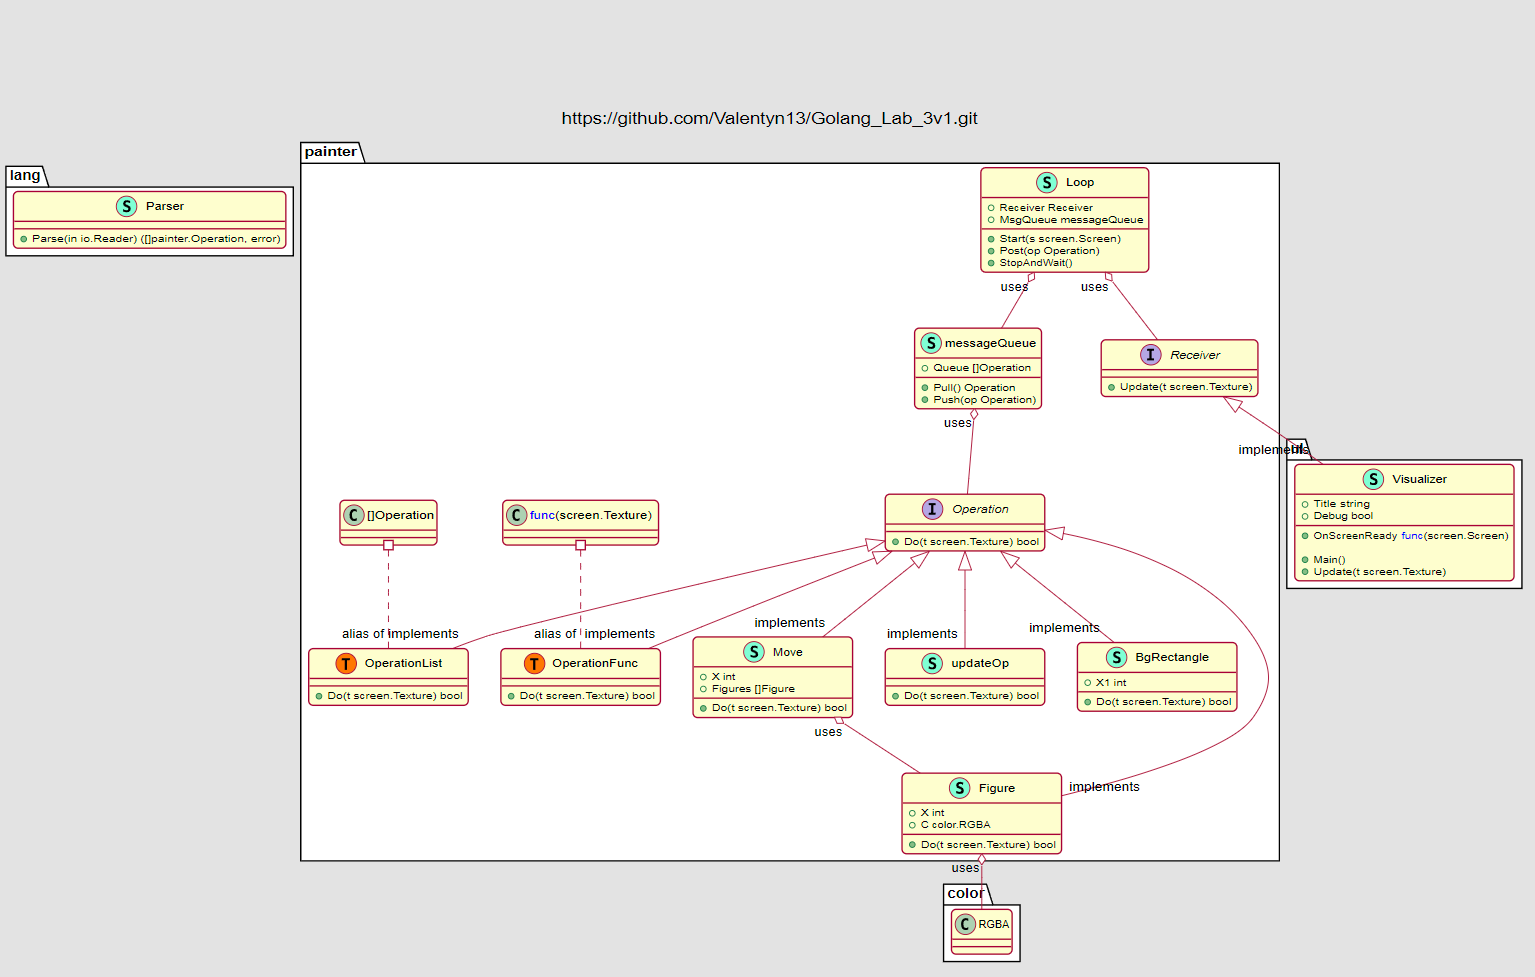 https://github.com/Valentyn13/Golang_Lab_3v1.git
lang
S Parser
Parse(in io.Reader) ([]painter.Operation, error)
painter
S Loop
Receiver Receiver
MsgQueue messageQueue
Start(s screen.Screen)
Post(op Operation)
StopAndWait()
uses
uses
S messageQueue
Queue []Operation
Pull() Operation
Push(op Operation)
uses
I Receiver
Update(t screen.Texture)
implements
S Visualizer
Title string
Debug bool
OnScreenReady func(screen.Screen)
Main()
Update(t screen.Texture)
C []Operation
C func(screen.Texture)
I Operation
Do(t screen.Texture) bool
alias of
implements
alias of
implements
implements
implements
implements
T OperationList
Do(t screen.Texture) bool
T OperationFunc
Do(t screen.Texture) bool
S Move
X int
Figures []Figure
Do(t screen.Texture) bool
uses
S updateOp
Do(t screen.Texture) bool
S BgRectangle
X1 int
Do(t screen.Texture) bool
S Figure
X int
C color.RGBA
Do(t screen.Texture) bool
implements
uses
color
C RGBA